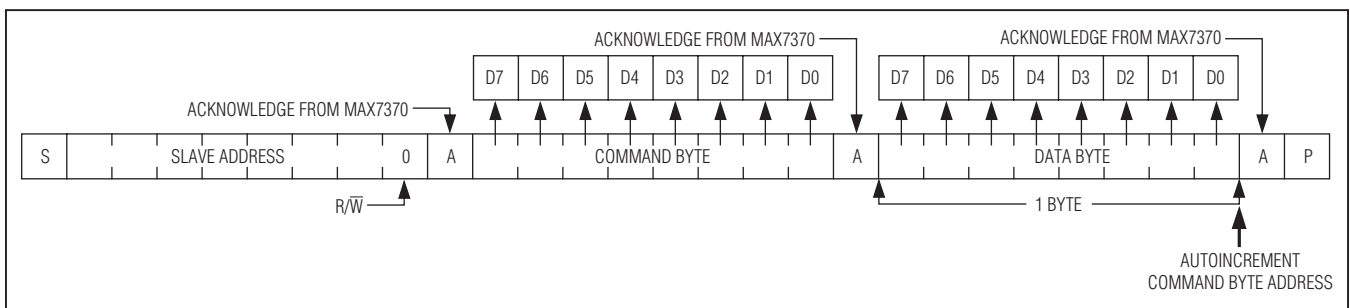 ACKNOWLEDGE FROM MAX7370 ACKNOWLEDGE FROM MAX7370
D7 D6 D5 D4 D3 D2 D1 D0 D7 D6 D5 D4 D3 D2 D1 D0
ACKNOWLEDGE FROM MAX7370
S SLAVE ADDRESS 0 A COMMAND BYTE A DATA BYTE A P
R/W̅ 1 BYTE
AUTOINCREMENT
COMMAND BYTE ADDRESS